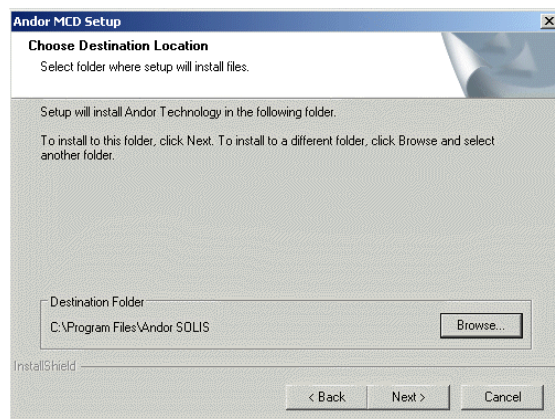 Andor MCD Setup
Choose Destination Location
Select folder where setup will install files.
Setup will install Andor Technology in the following folder.
To install to this folder, click Next. To install to a different folder, click Browse and select
another folder.
Destination Folder
C:\Program Files\Andor SOLIS
Browse...
InstallShield
< Back
Next >
Cancel